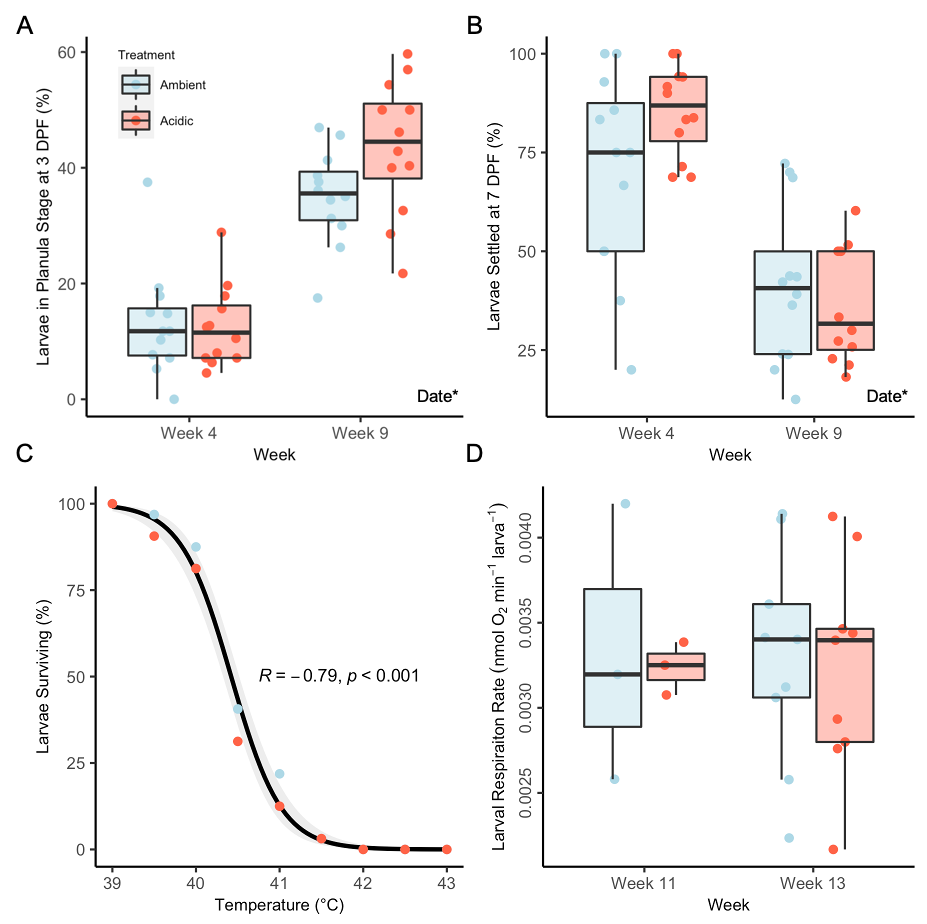 A
Larvae in Planula Stage at 3 DPF (%)
60
40
20
0
Treatment
Ambient
Acidic
Date*
Week 4
Week 9
Week
B
Larvae Settled at 7 DPF (%)
100
75
50
25
Date*
Week 4
Week 9
Week
C
Larvae Surviving (%)
100
75
50
25
0
R = −0.79, p < 0.001
39
40
41
42
43
Temperature (°C)
D
Larval Respiraiton Rate (nmol O₂ min⁻¹ larva⁻¹)
0.0040
0.0035
0.0030
0.0025
Week 11
Week 13
Week